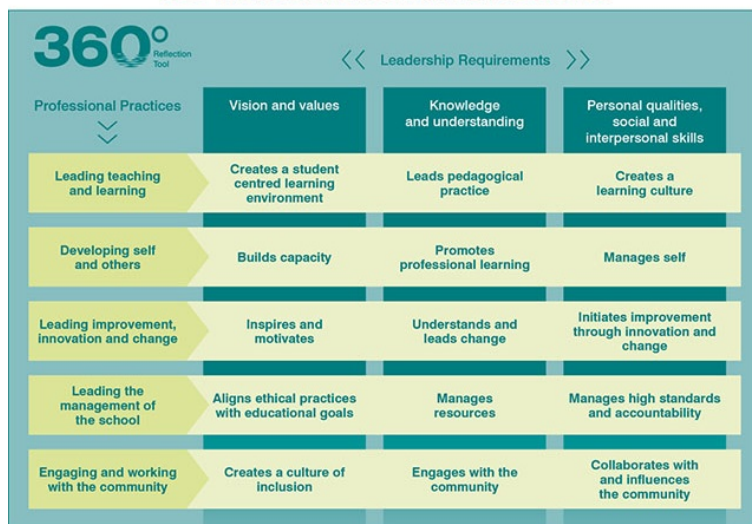 360°
Reflection
Tool
Leadership Requirements
Professional Practices
Vision and values
Knowledge
and understanding
Personal qualities,
social and
interpersonal skills
Leading teaching
and learning
Creates a student
centred learning
environment
Leads pedagogical
practice
Creates a
learning culture
Developing self
and others
Builds capacity
Promotes
professional learning
Manages self
Leading improvement,
innovation and change
Inspires and
motivates
Understands and
leads change
Initiates improvement
through innovation and
change
Leading the
management of
the school
Aligns ethical practices
with educational goals
Manages
resources
Manages high standards
and accountability
Engaging and working
with the community
Creates a culture of
inclusion
Engages with the
community
Collaborates with
and influences
the community